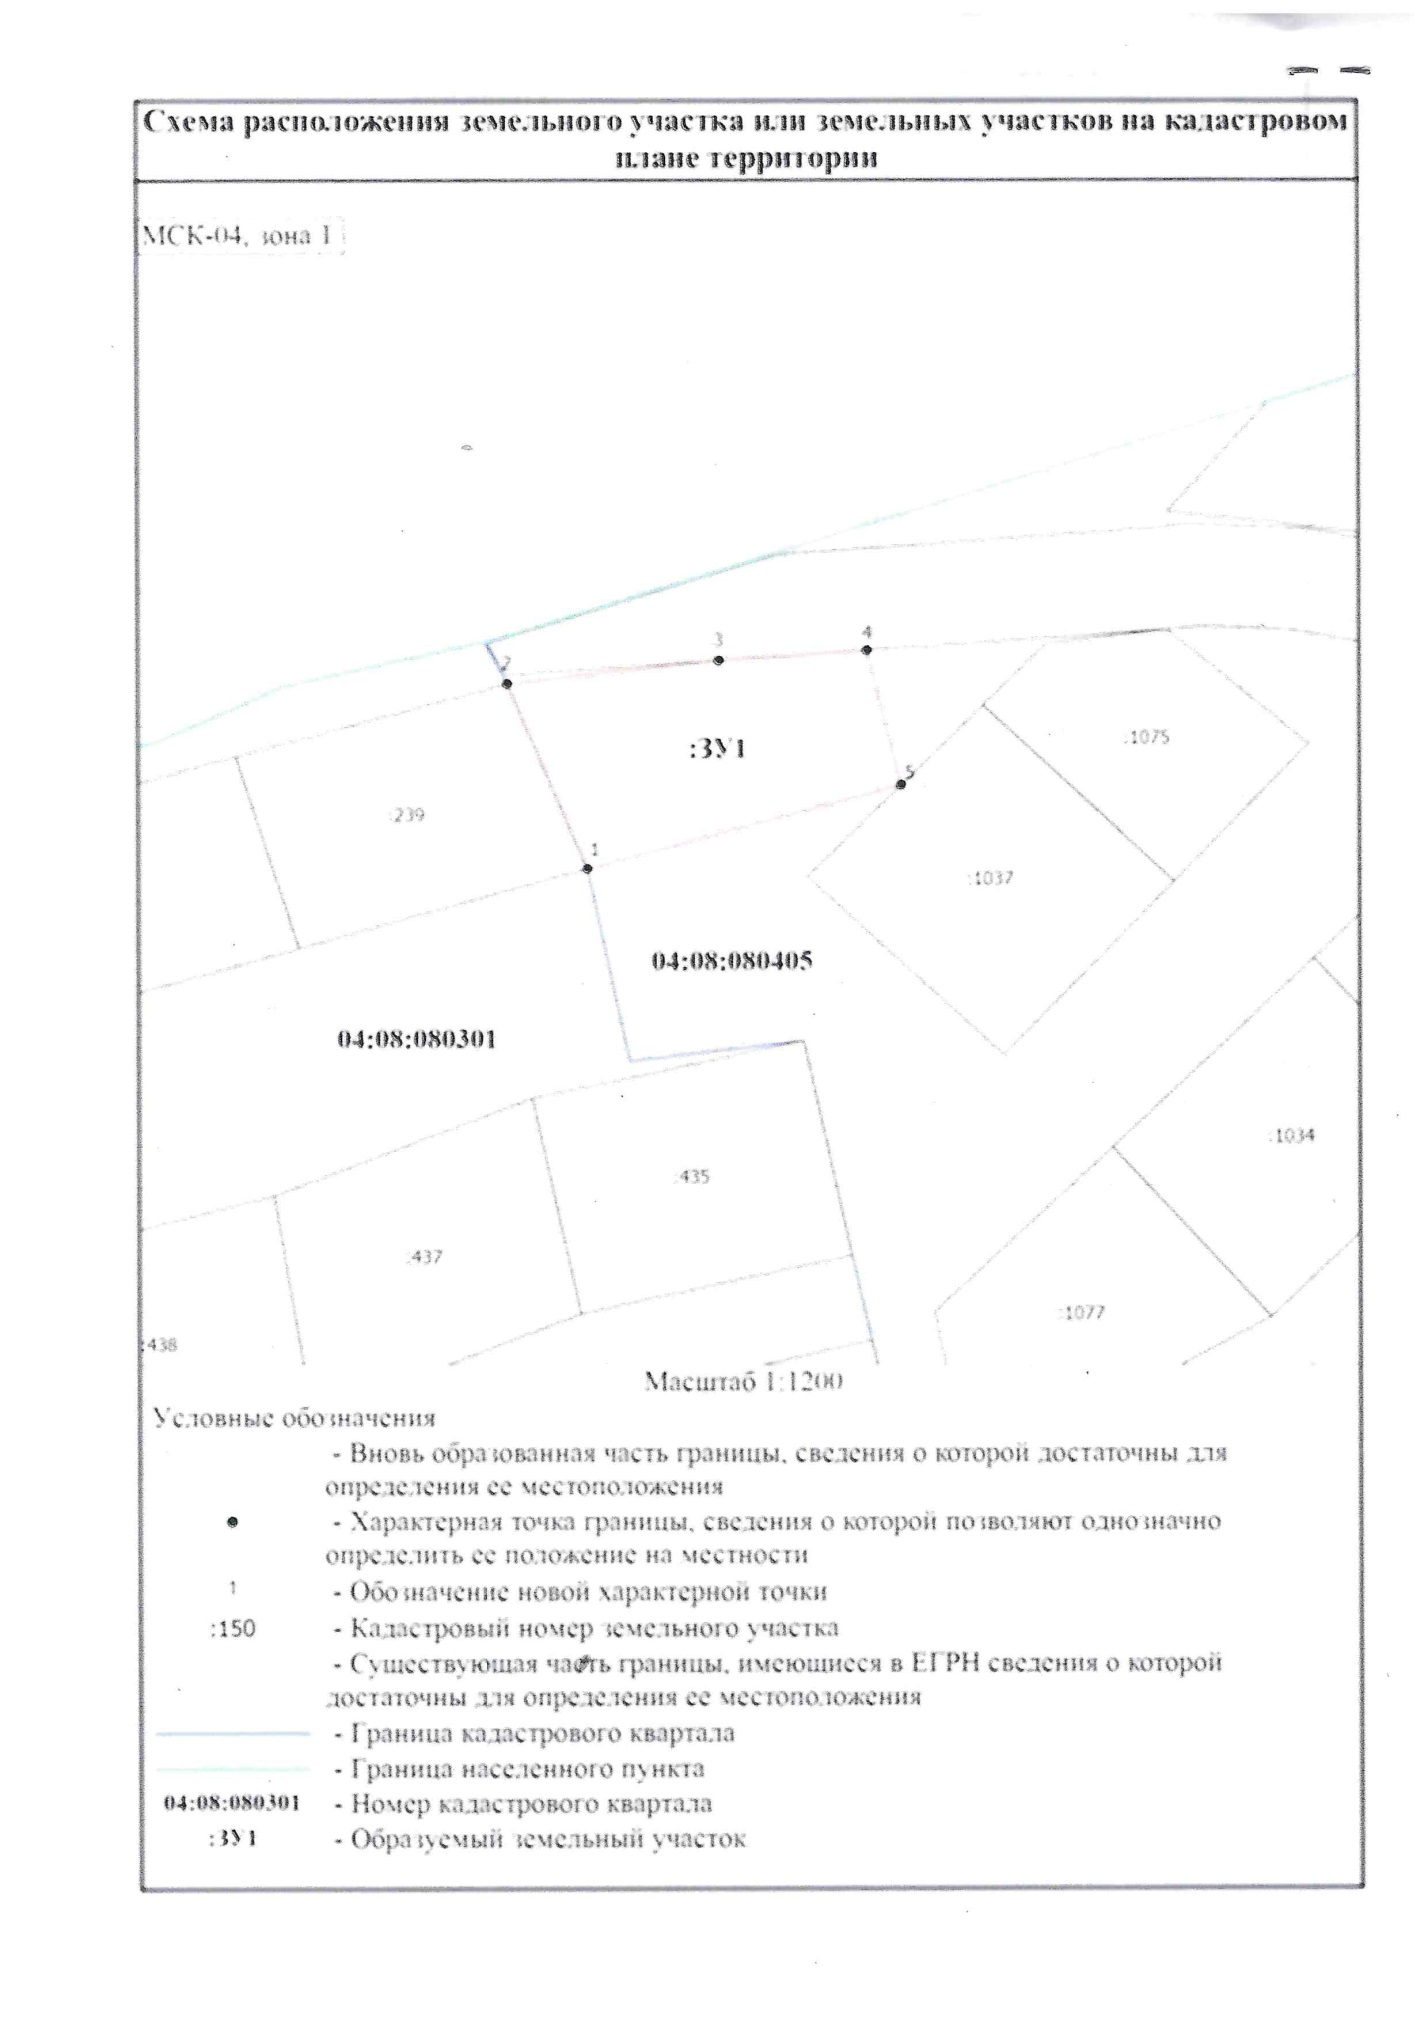 Схема расположения земельного участка или земельных участков на кадастровом
плане территории
МСК-04, зона 1
2
3
4
:ЗУ1
:1075
5
:239
1
:1037
04:08:080405
04:08:080301
:1034
:435
:437
:1077
:438
Масштаб 1:1200
Условные обозначения
- Вновь образованная часть границы, сведения о которой достаточны для
определения ее местоположения
- Характерная точка границы, сведения о которой позволяют однозначно
определить ее положение на местности
1 - Обозначение новой характерной точки
:150 - Кадастровый номер земельного участка
- Существующая часть границы, имеющиеся в ЕГРН сведения о которой
достаточны для определения ее местоположения
- Граница кадастрового квартала
- Граница населенного пункта
04:08:080301 - Номер кадастрового квартала
:ЗУ1 - Образуемый земельный участок